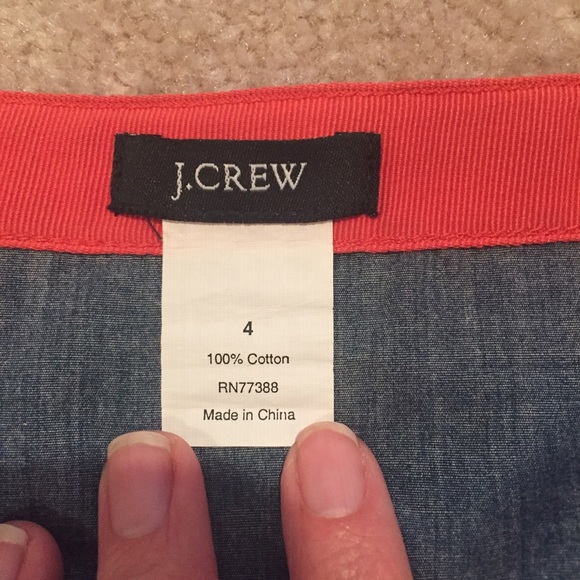 J.CREW
4
100% Cotton
RN77388
Made in China